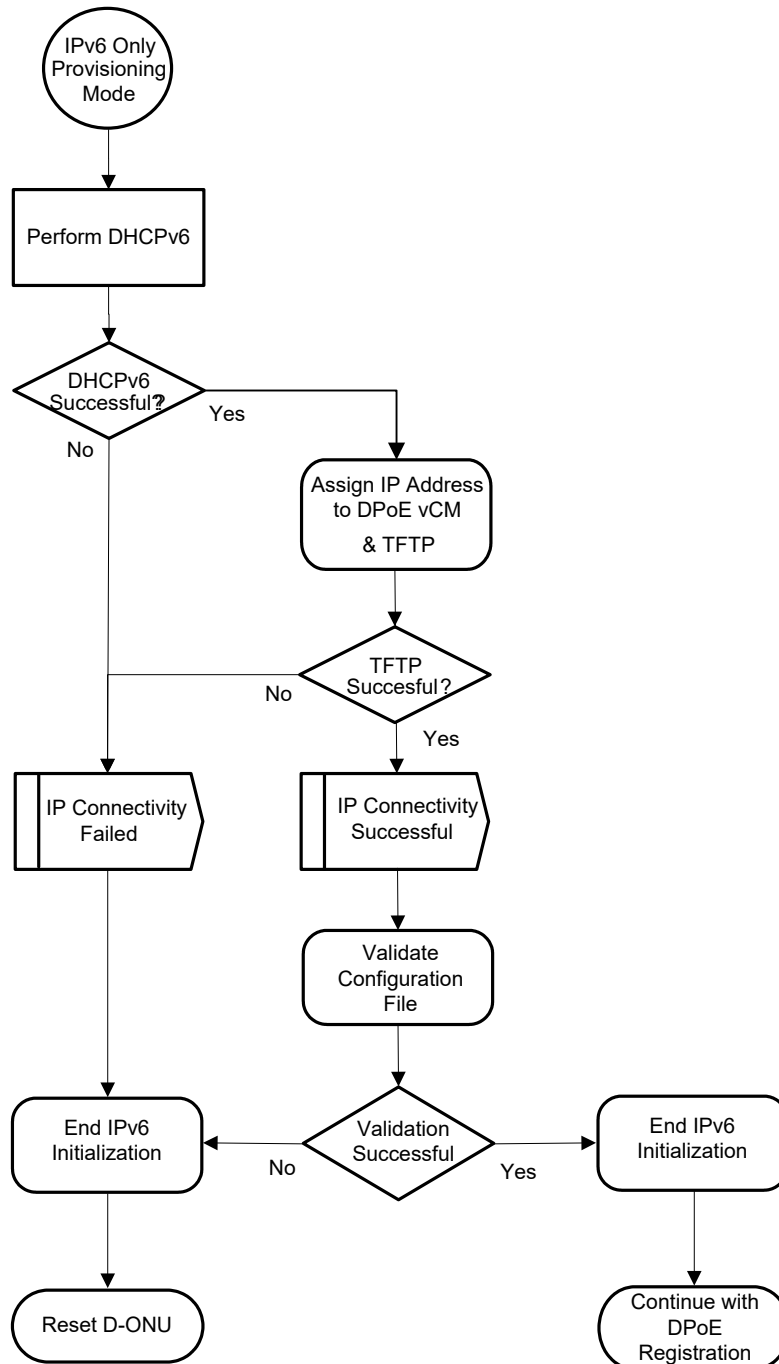 IPv6 Only
Provisioning
Mode
Perform DHCPv6
DHCPv6
Successful?
Yes
No
Assign IP Address
to DPoE vCM
& TFTP
TFTP
Succesful?
No
Yes
IP Connectivity
Failed
IP Connectivity
Successful
Validate
Configuration
File
End IPv6
Initialization
Validation
Successful
End IPv6
Initialization
No
Yes
Reset D-ONU
Continue with
DPoE
Registration